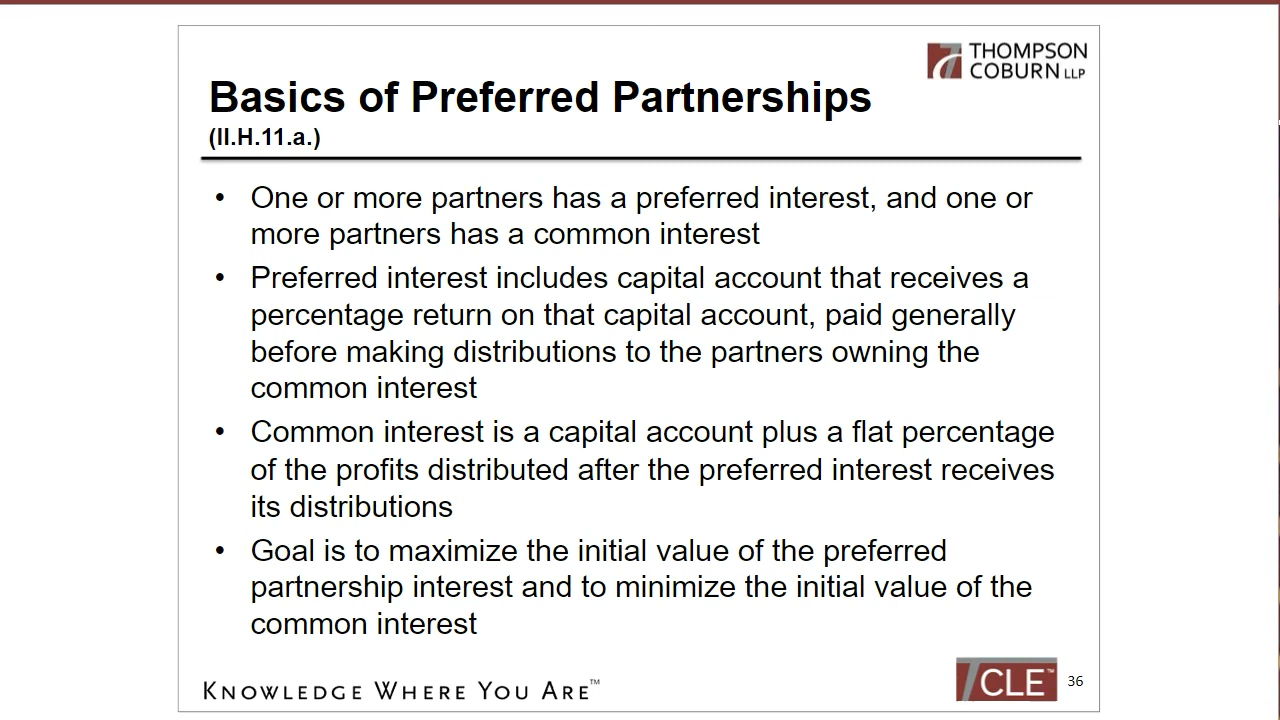 THOMPSON
COBURN LLP
Basics of Preferred Partnerships
(II.H.11.a.)
• One or more partners has a preferred interest, and one or
more partners has a common interest
• Preferred interest includes capital account that receives a
percentage return on that capital account, paid generally
before making distributions to the partners owning the
common interest
• Common interest is a capital account plus a flat percentage
of the profits distributed after the preferred interest receives
its distributions
• Goal is to maximize the initial value of the preferred
partnership interest and to minimize the initial value of the
common interest
KNOWLEDGE WHERE YOU ARE™
CLE™ 36